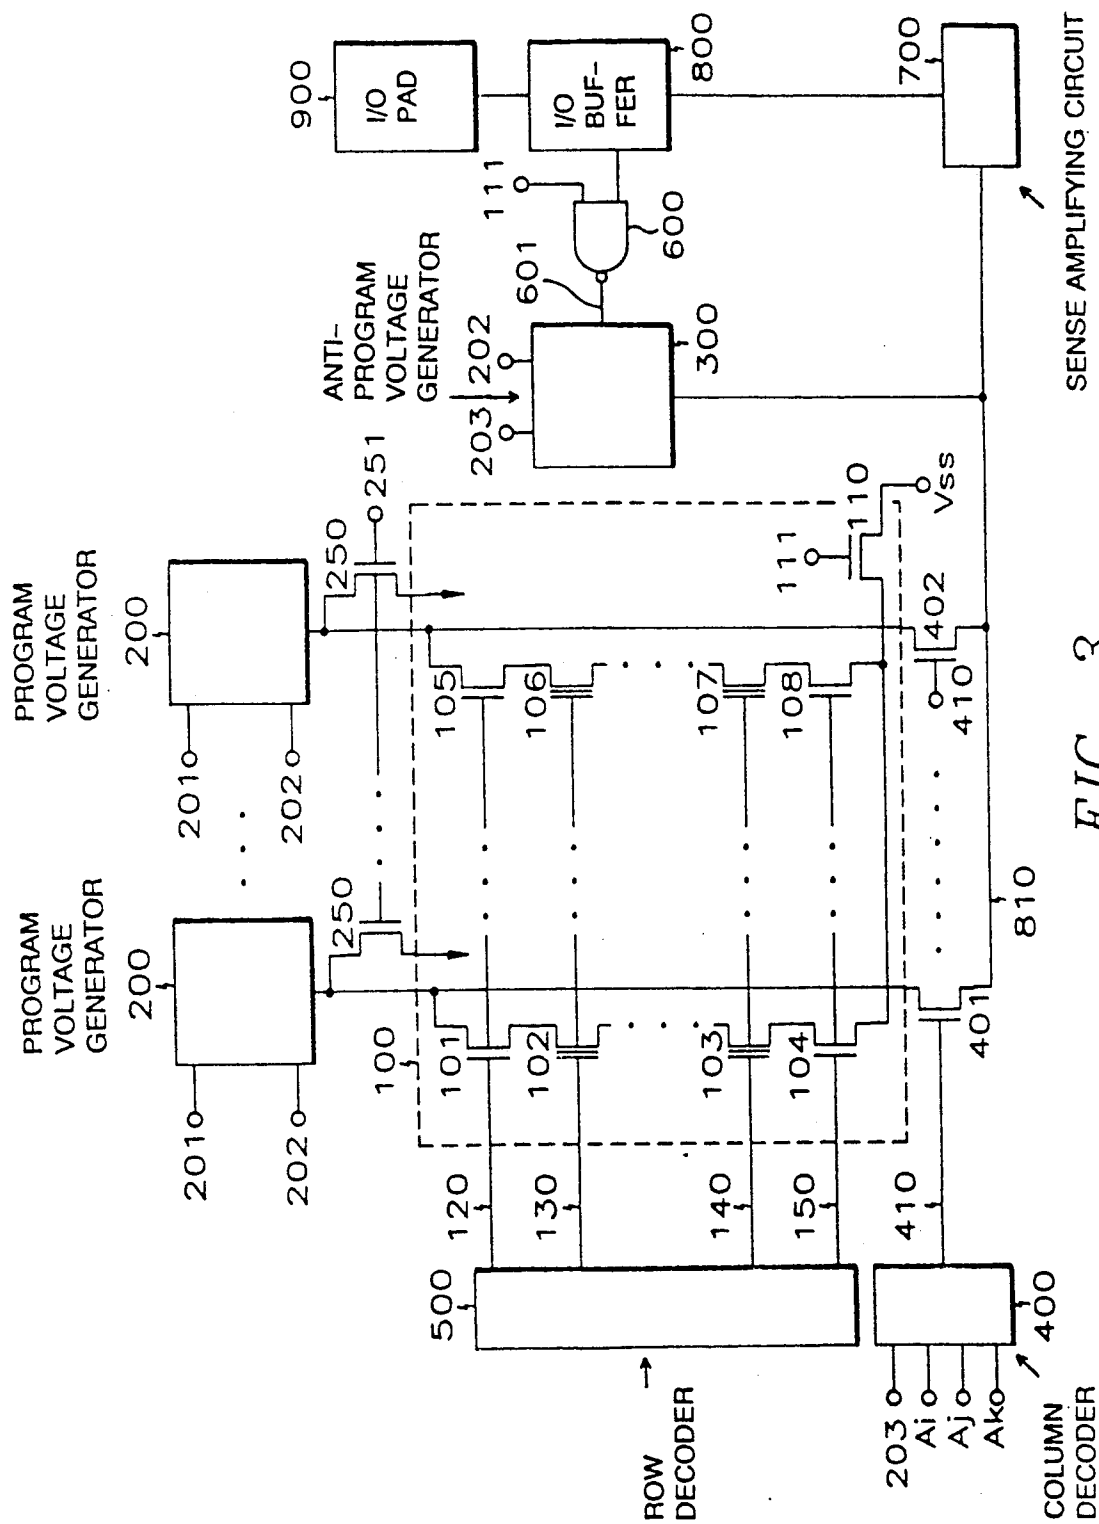 PROGRAM
VOLTAGE
GENERATOR
200
201
202
PROGRAM
VOLTAGE
GENERATOR
200
201
202
250
250
251
100
101
102
103
104
105
106
107
108
111
110
Vss
120
130
140
150
500
ROW
DECODER
203
Ai
Aj
Ak
400
COLUMN
DECODER
410
401
410
402
810
ANTI-
PROGRAM
VOLTAGE
GENERATOR
203
202
300
601
600
111
900
I/O
PAD
I/O
BUF-
FER
800
700
SENSE AMPLIFYING CIRCUIT
FIG. 3